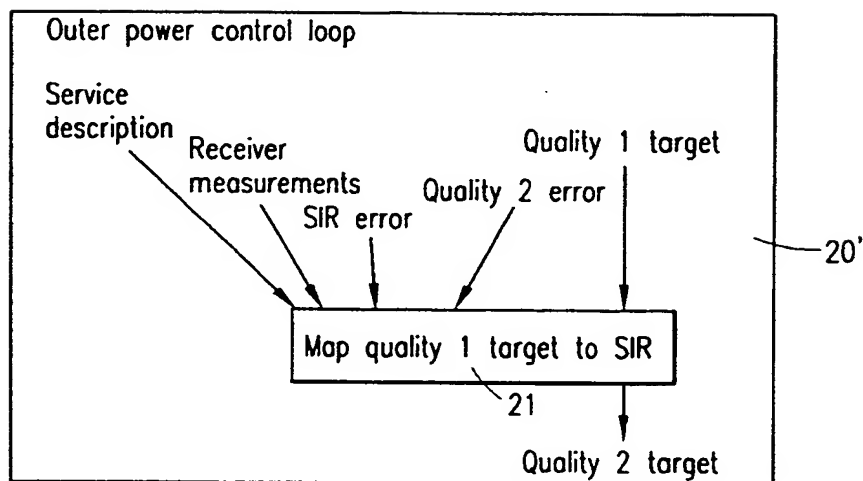 Outer power control loop
Service
description
Receiver
measurements
SIR error
Quality 2 error
Quality 1 target
20'
Map quality 1 target to SIR
21
Quality 2 target